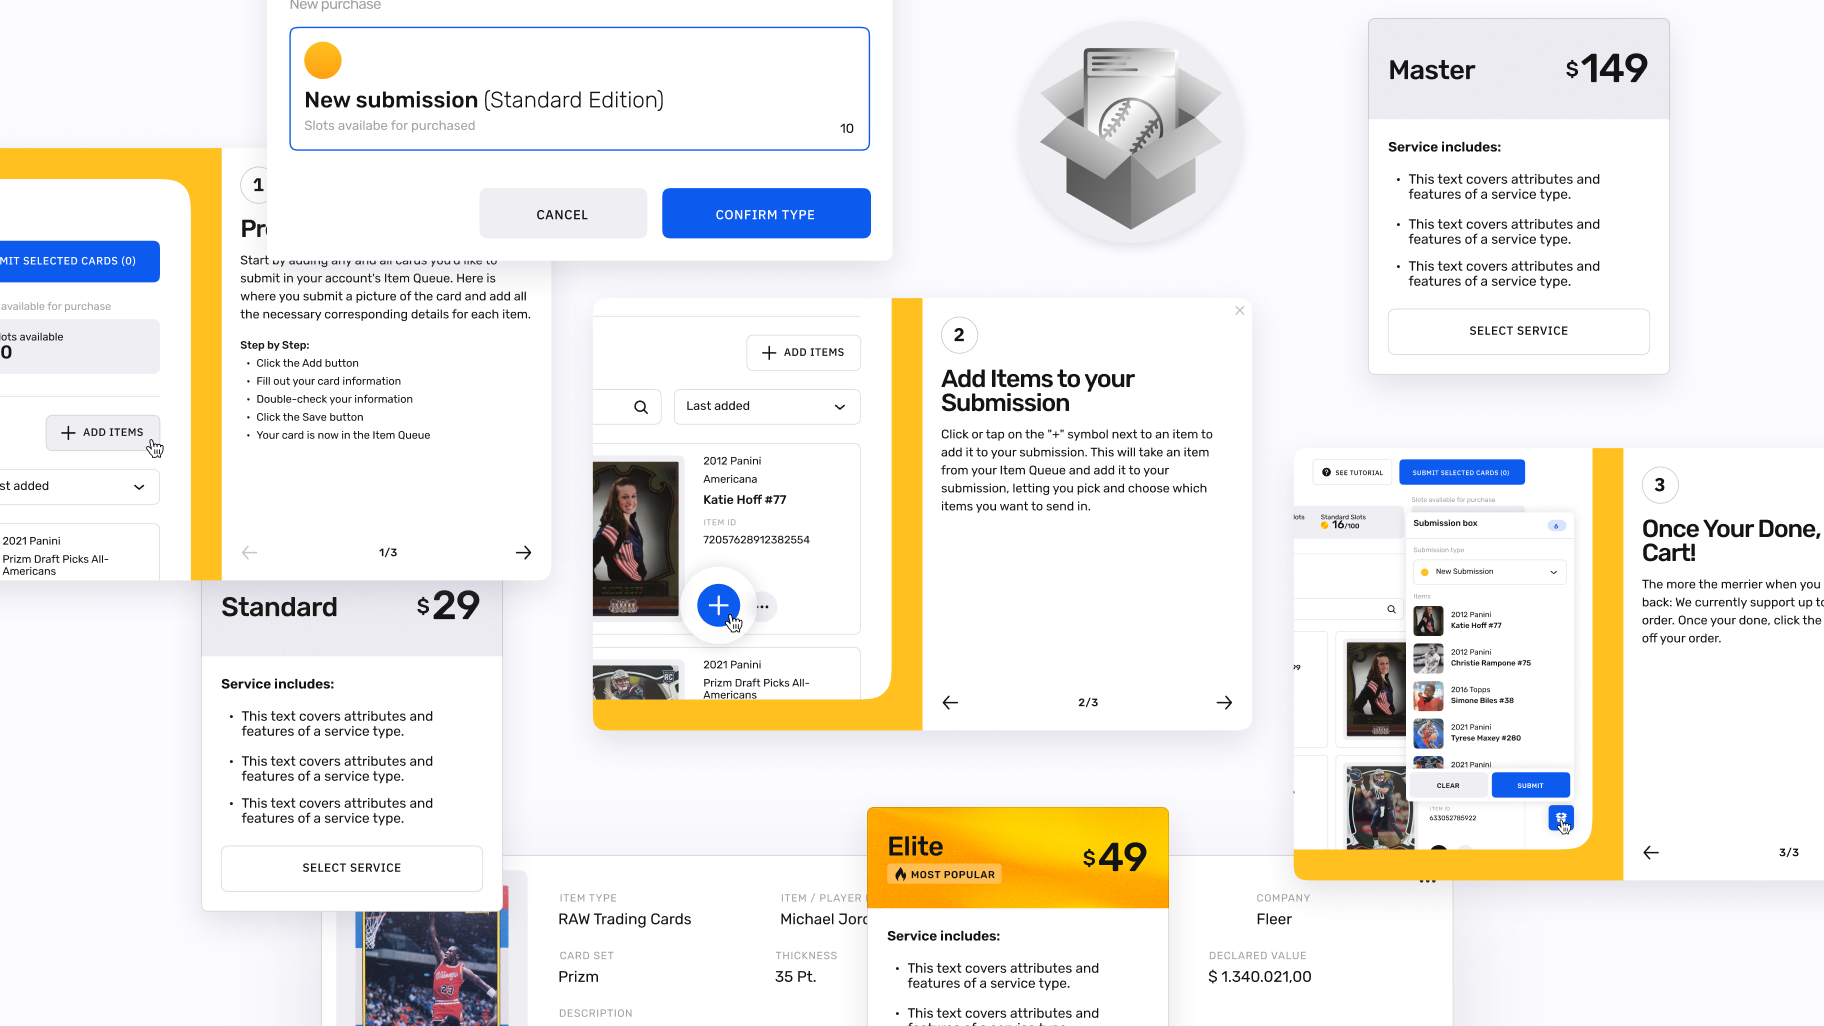 New purchase
New submission (Standard Edition)
Slots availabe for purchased
10
CANCEL
CONFIRM TYPE
Master
$149
Service includes:
• This text covers attributes and
features of a service type.
• This text covers attributes and
features of a service type.
• This text covers attributes and
features of a service type.
SELECT SERVICE
MIT SELECTED CARDS (0)
available for purchase
lots available
0
+ ADD ITEMS
st added
2021 Panini
Prizm Draft Picks All-
Americans
1
Pr
Start by adding any and all cards you'd like to
submit in your account's Item Queue. Here is
where you submit a picture of the card and add all
the necessary corresponding details for each item.
Step by Step:
• Click the Add button
• Fill out your card information
• Double-check your information
• Click the Save button
• Your card is now in the Item Queue
1/3
+ ADD ITEMS
Last added
2012 Panini
Americana
Katie Hoff #77
ITEM ID
72057628912382554
2021 Panini
Prizm Draft Picks All-
Americans
RC
2
Add Items to your
Submission
Click or tap on the "+" symbol next to an item to
add it to your submission. This will take an item
from your Item Queue and add it to your
submission, letting you pick and choose which
items you want to send in.
2/3
SEE TUTORIAL
SUBMIT SELECTED CARDS (0)
Slots available for purchase
lots
Standard Slots
16/100
Submission box
6
Submission type
New Submission
Items
2012 Panini
Katie Hoff #77
2012 Panini
Christie Rampone #75
2016 Topps
Simone Biles #38
2021 Panini
Tyrese Maxey #280
2021 Panini
CLEAR
SUBMIT
99
ITEM ID
633052785922
3
Once Your Done,
Cart!
The more the merrier when you
back: We currently support up to
order. Once your done, click the
off your order.
3/3
Standard
$29
Service includes:
• This text covers attributes and
features of a service type.
• This text covers attributes and
features of a service type.
• This text covers attributes and
features of a service type.
SELECT SERVICE
Elite
MOST POPULAR
$49
Service includes:
• This text covers attributes and
features of a service type.
• This text covers attributes and
features of a service type.
ITEM TYPE
RAW Trading Cards
ITEM / PLAYER
Michael Jor
COMPANY
Fleer
CARD SET
Prizm
THICKNESS
35 Pt.
DECLARED VALUE
$ 1.340.021,00
DESCRIPTION
Chicago
23